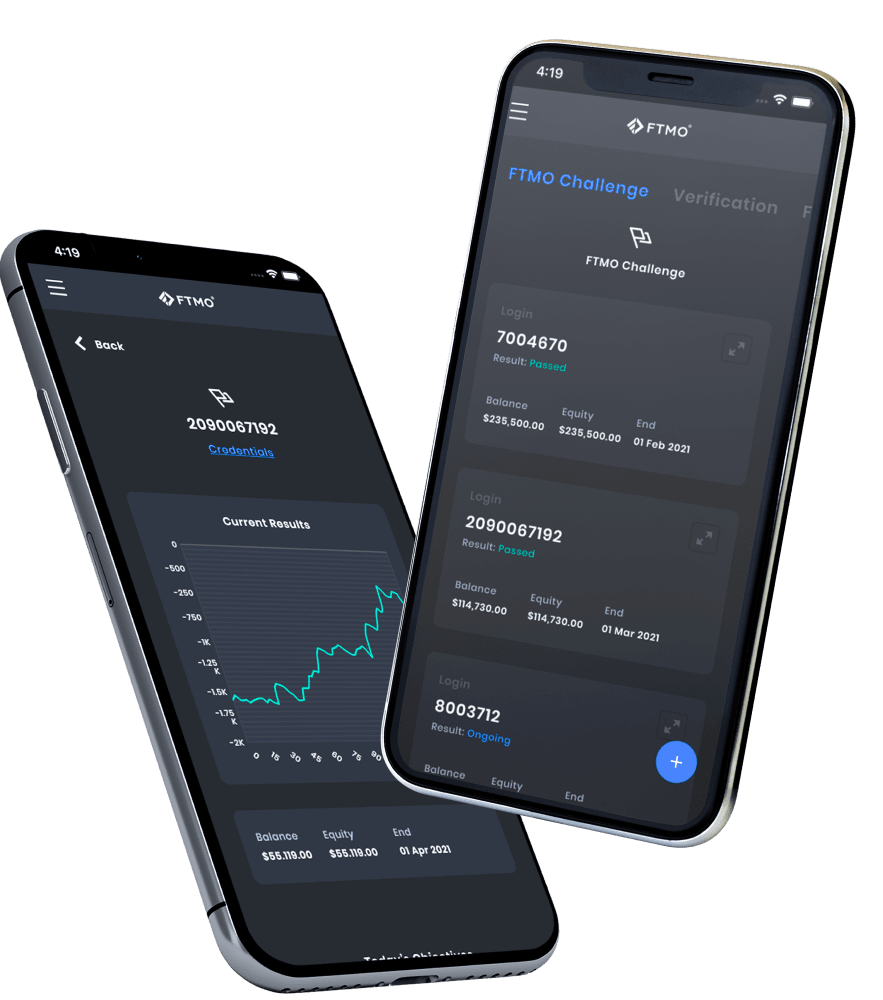 4:19
FTMO®
Back
2090067192
Credentials
Current Results
0
-500
-250
-750
-1K
-1.25
K
-1.5K
-1.75
K
-2K
0 15 30 45 60 75 90
Balance Equity End
$55.119.00 $55.119.00 01 Apr 2021
Today's Objectives
4:19
FTMO®
FTMO Challenge Verification F
FTMO Challenge
Login
7004670
Result: Passed
Balance Equity End
$235,500.00 $235,500.00 01 Feb 2021
Login
2090067192
Result: Passed
Balance Equity End
$114,730.00 $114,730.00 01 Mar 2021
Login
8003712
Result: Ongoing
Balance Equity End